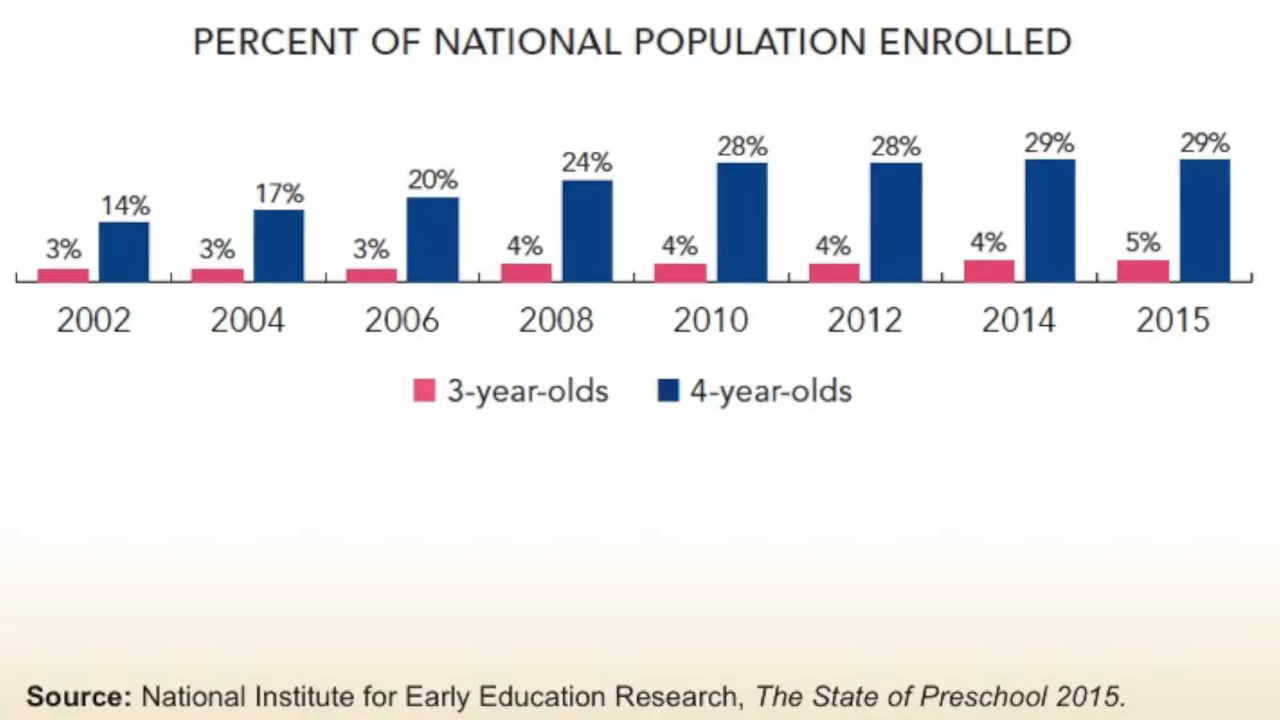 PERCENT OF NATIONAL POPULATION ENROLLED
3% 14% 3% 17% 3% 20% 4% 24% 4% 28% 4% 28% 4% 29% 5% 29%
2002 2004 2006 2008 2010 2012 2014 2015
3-year-olds 4-year-olds
Source: National Institute for Early Education Research, The State of Preschool 2015.